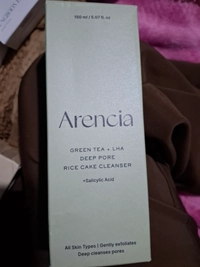 150 ml / 5.07 fl. oz
Arencia
GREEN TEA + LHA
DEEP PORE
RICE CAKE CLEANSER
+Salicylic Acid
All Skin Types | Gently exfoliates
Deep cleanses pores